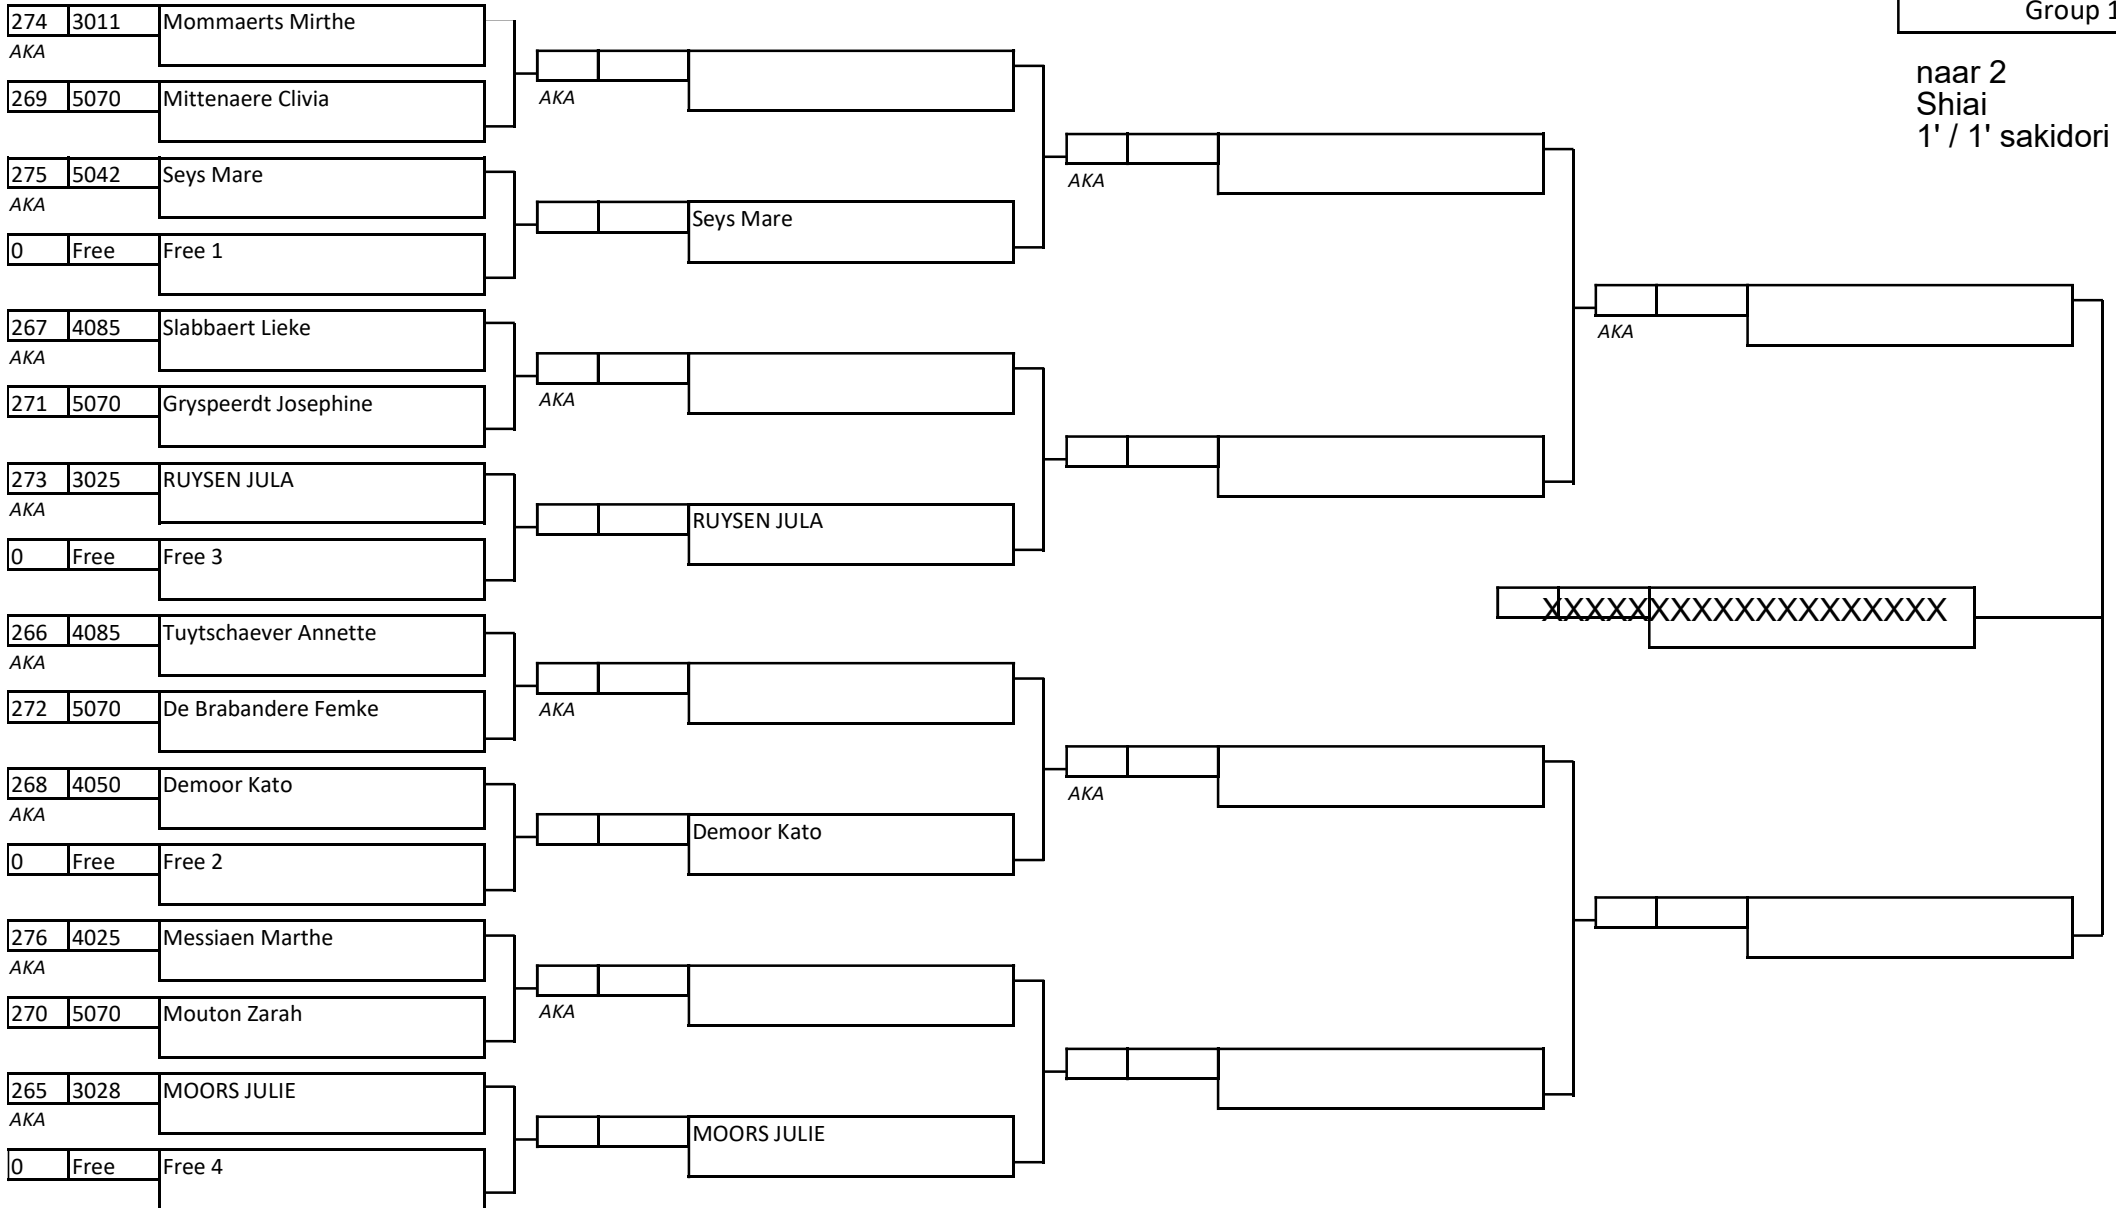 Group 1
naar 2
Shiai
1' / 1' sakidori
274 3011 Mommaerts Mirthe
AKA
269 5070 Mittenaere Clivia
AKA
275 5042 Seys Mare
AKA
AKA
Seys Mare
0 Free Free 1
AKA
267 4085 Slabbaert Lieke
AKA
271 5070 Gryspeerdt Josephine
AKA
273 3025 RUYSEN JULA
AKA
RUYSEN JULA
0 Free Free 3
XXXXXXXXXXXXXXXXXXX
266 4085 Tuytschaever Annette
AKA
272 5070 De Brabandere Femke
AKA
268 4050 Demoor Kato
AKA
AKA
Demoor Kato
0 Free Free 2
276 4025 Messiaen Marthe
AKA
270 5070 Mouton Zarah
AKA
265 3028 MOORS JULIE
AKA
MOORS JULIE
0 Free Free 4